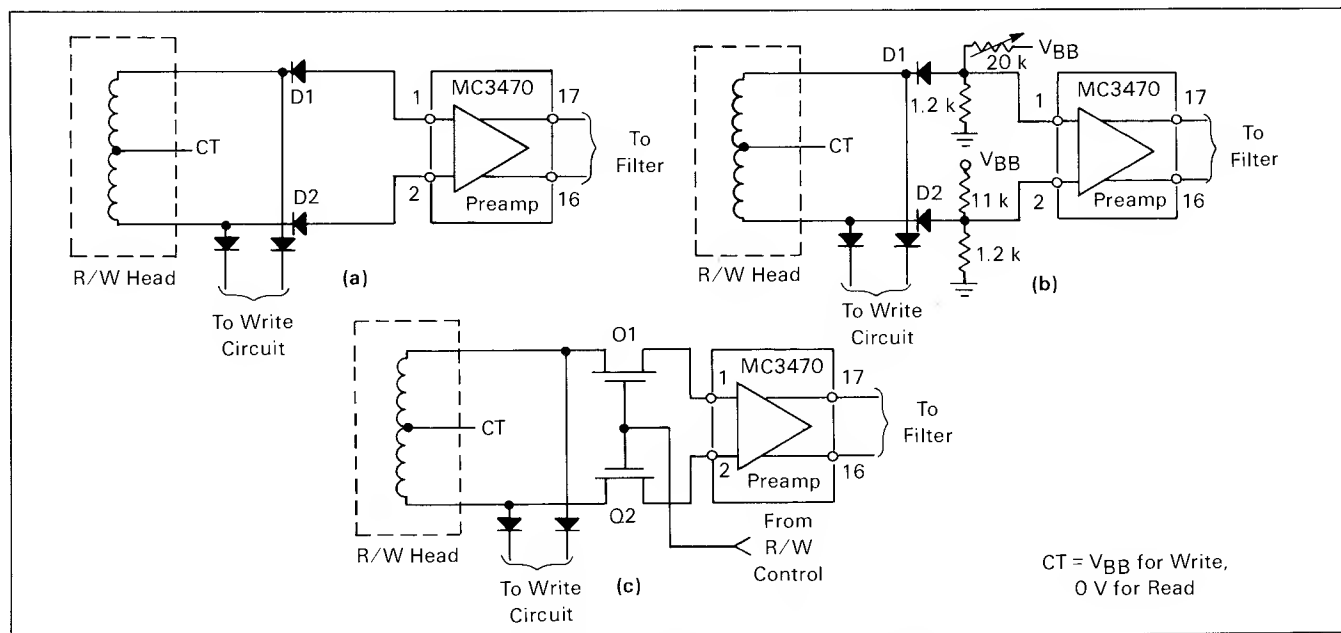 D1
1
MC3470
17
CT
To
Filter
D2
2
Preamp
16
R/W Head
(a)
To Write
Circuit
V_BB
20 k
D1
1.2 k
1
MC3470
17
CT
V_BB
To
Filter
D2
11 k
2
Preamp
16
1.2 k
R/W Head
(b)
To Write
Circuit
Q1
1
MC3470
17
CT
To
Filter
2
Preamp
16
Q2
From
R/W
Control
R/W Head
To Write
Circuit
(c)
CT = V_BB for Write,
0 V for Read